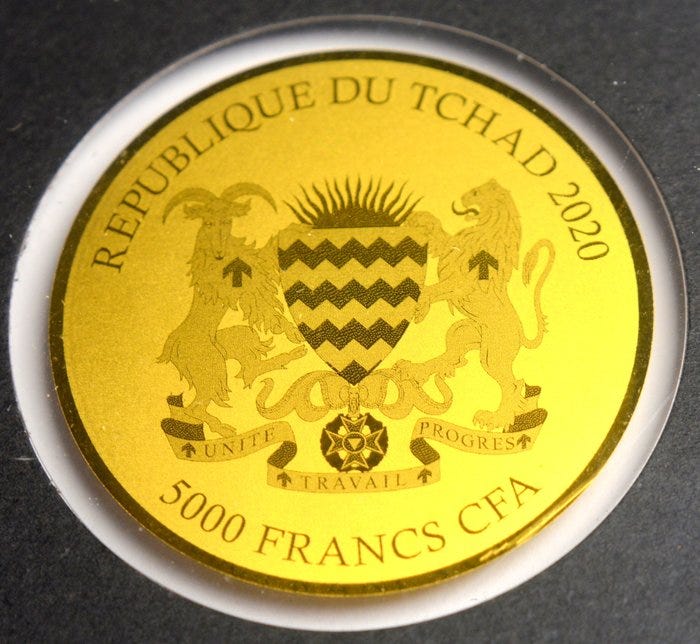 REPUBLIQUE DU TCHAD 2020
UNITE
TRAVAIL
PROGRES
5000 FRANCS CFA